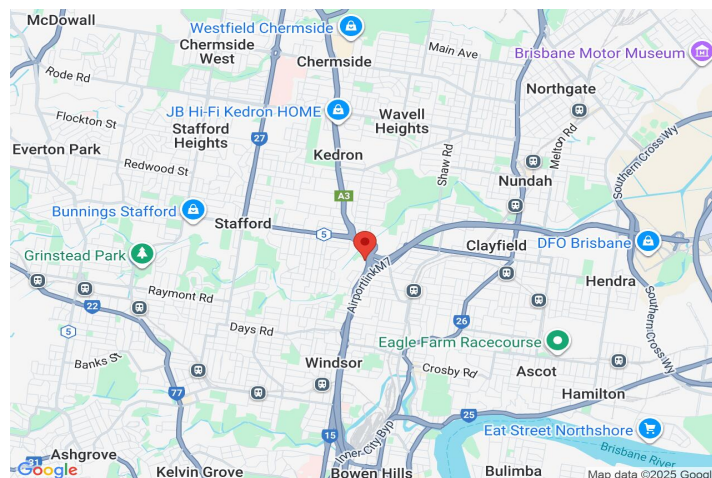 McDowall
Westfield Chermside
Chermside
West
Chermside
Main Ave
Brisbane Motor Museum
Rode Rd
Northgate
JB Hi-Fi Kedron HOME
Wavell
Heights
Flockton St
Stafford
Heights
27
Melton Rd
Southern Cross Wy
Everton Park
Kedron
Redwood St
Shaw Rd
Nundah
A3
Bunnings Stafford
Stafford
5
Clayfield
DFO Brisbane
Grinstead Park
Hendra
AirportlinkM7
Raymont Rd
22
Southern Cross Wy
26
5
Days Rd
Eagle Farm Racecourse
Banks St
Windsor
Crosby Rd
Ascot
77
Hamilton
25
15
Inner City Byp
Eat Street Northshore
Ashgrove
31
Brisbane River
Google
Kelvin Grove
Bowen Hills
Bulimba
Map data ©2025 Googl